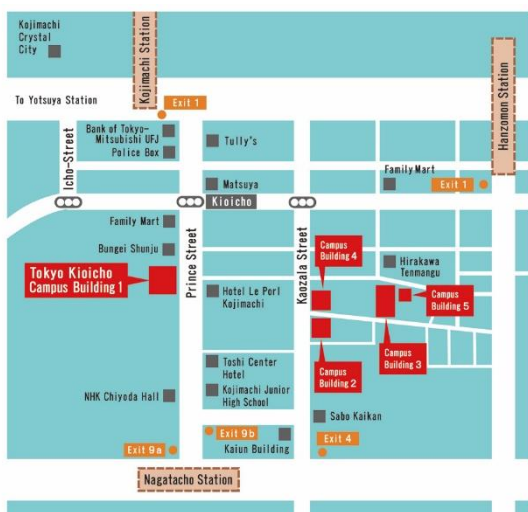 Kojimachi
Crystal
City
Kojimachi Station
To Yotsuya Station
Exit 1
Hanzomon Station
Icho-Street
Bank of Tokyo-
Mitsubishi UFJ
Police Box
Tully's
Matsuya
Kioicho
FamilyMart
Exit 1
Family Mart
Bungei Shunju
Tokyo Kioicho
Campus Building 1
Prince Street
Kaozala Street
Hotel Le Porl
Kojimachi
Campus
Building 4
Hirakawa
Tenmangu
Campus
Building 5
Campus
Building 3
Campus
Building 2
Toshi Center
Hotel
Kojimachi Junior
High School
NHK Chiyoda Hall
Sabo Kaikan
Exit 9a
Exit 9b
Kaiun Building
Exit 4
Nagatacho Station